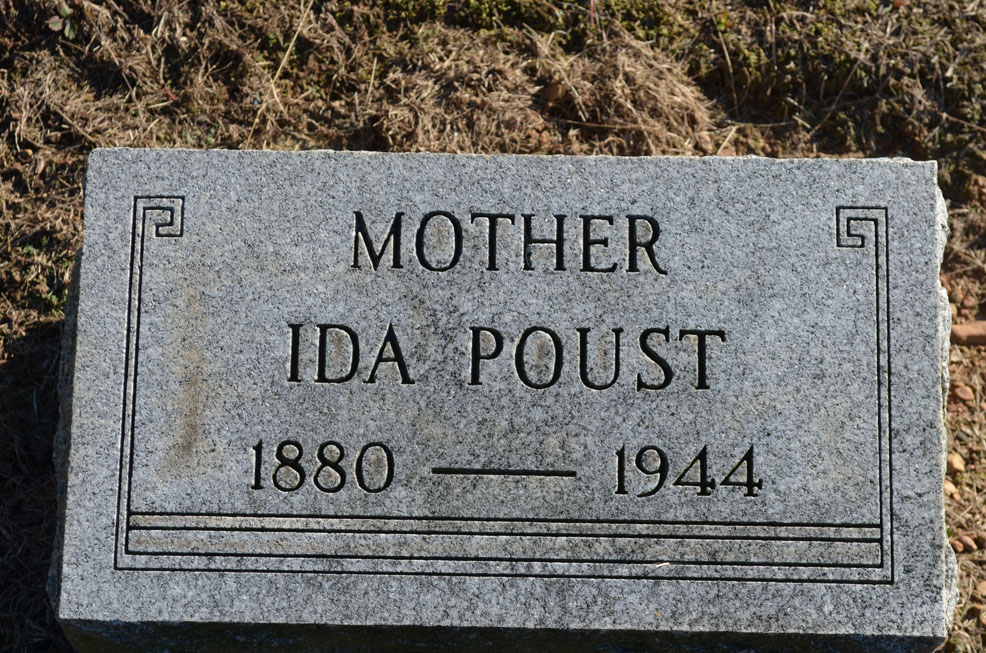 MOTHER
IDA POUST
1880 — 1944